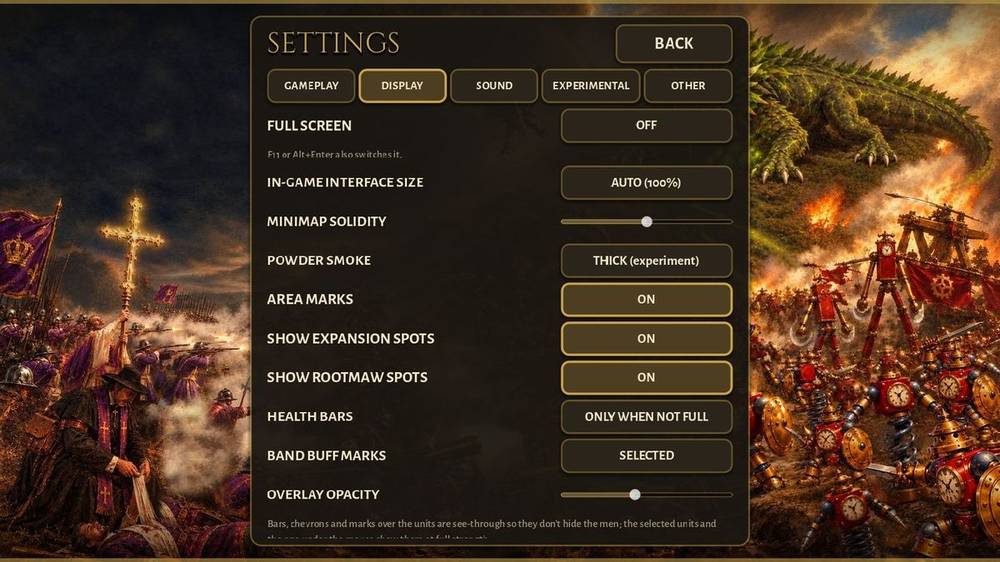 SETTINGS
BACK
GAMEPLAY
DISPLAY
SOUND
EXPERIMENTAL
OTHER
FULL SCREEN
OFF
F11 or Alt+Enter also switches it.
IN-GAME INTERFACE SIZE
AUTO (100%)
MINIMAP SOLIDITY
POWDER SMOKE
THICK (experiment)
AREA MARKS
ON
SHOW EXPANSION SPOTS
ON
SHOW ROOTMAW SPOTS
ON
HEALTH BARS
ONLY WHEN NOT FULL
BAND BUFF MARKS
SELECTED
OVERLAY OPACITY
Bars, chevrons and marks over the units are see-through so they don't hide the men; the selected units and